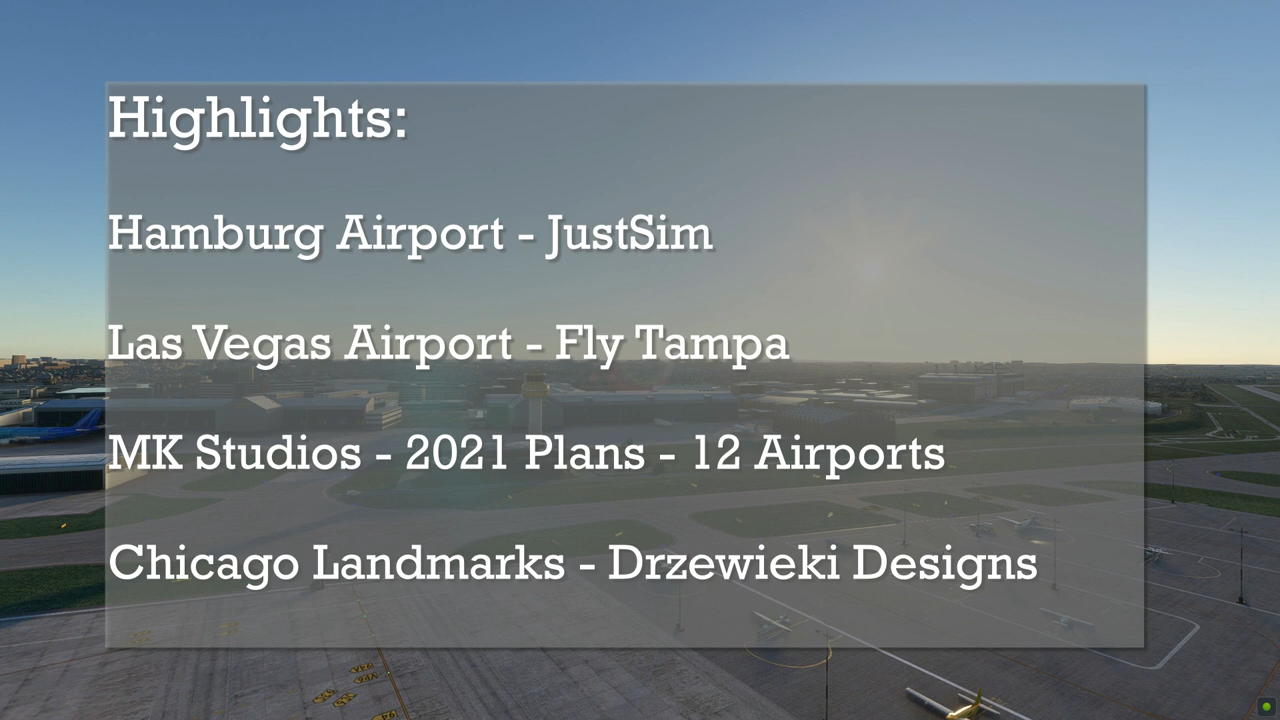 Highlights:
Hamburg Airport - JustSim
Las Vegas Airport - Fly Tampa
MK Studios - 2021 Plans - 12 Airports
Chicago Landmarks - Drzewieki Designs